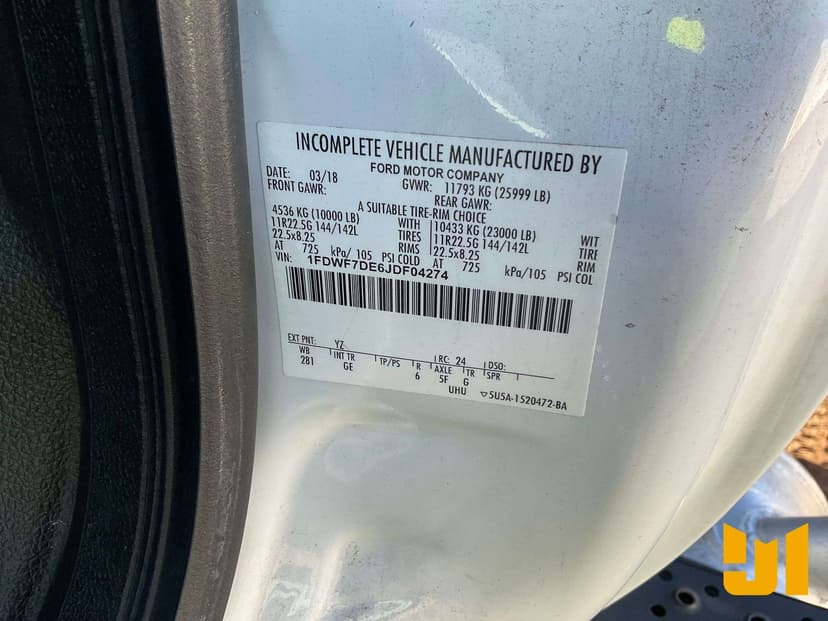 INCOMPLETE VEHICLE MANUFACTURED BY
FORD MOTOR COMPANY
DATE: 03/18 GVWR: 11793 KG (25999 LB)
FRONT GAWR: REAR GAWR:
A SUITABLE TIRE-RIM CHOICE
4536 KG (10000 LB) WITH 10433 KG (23000 LB) WIT
11R22.5G 144/142L TIRES 11R22.5G 144/142L TIRE
22.5x8.25 RIMS 22.5x8.25 RIM
AT 725 kPa/105 PSI COLD AT 725 kPa/105 PSI COL
VIN: 1FDWF7DE6JDF04274
EXT PNT: YZ RC: 24 DSO:
WB INT TR TP/PS R AXLE TR SPR
281 GE 6 5F G
UHU ▽5U5A-1520472-BA